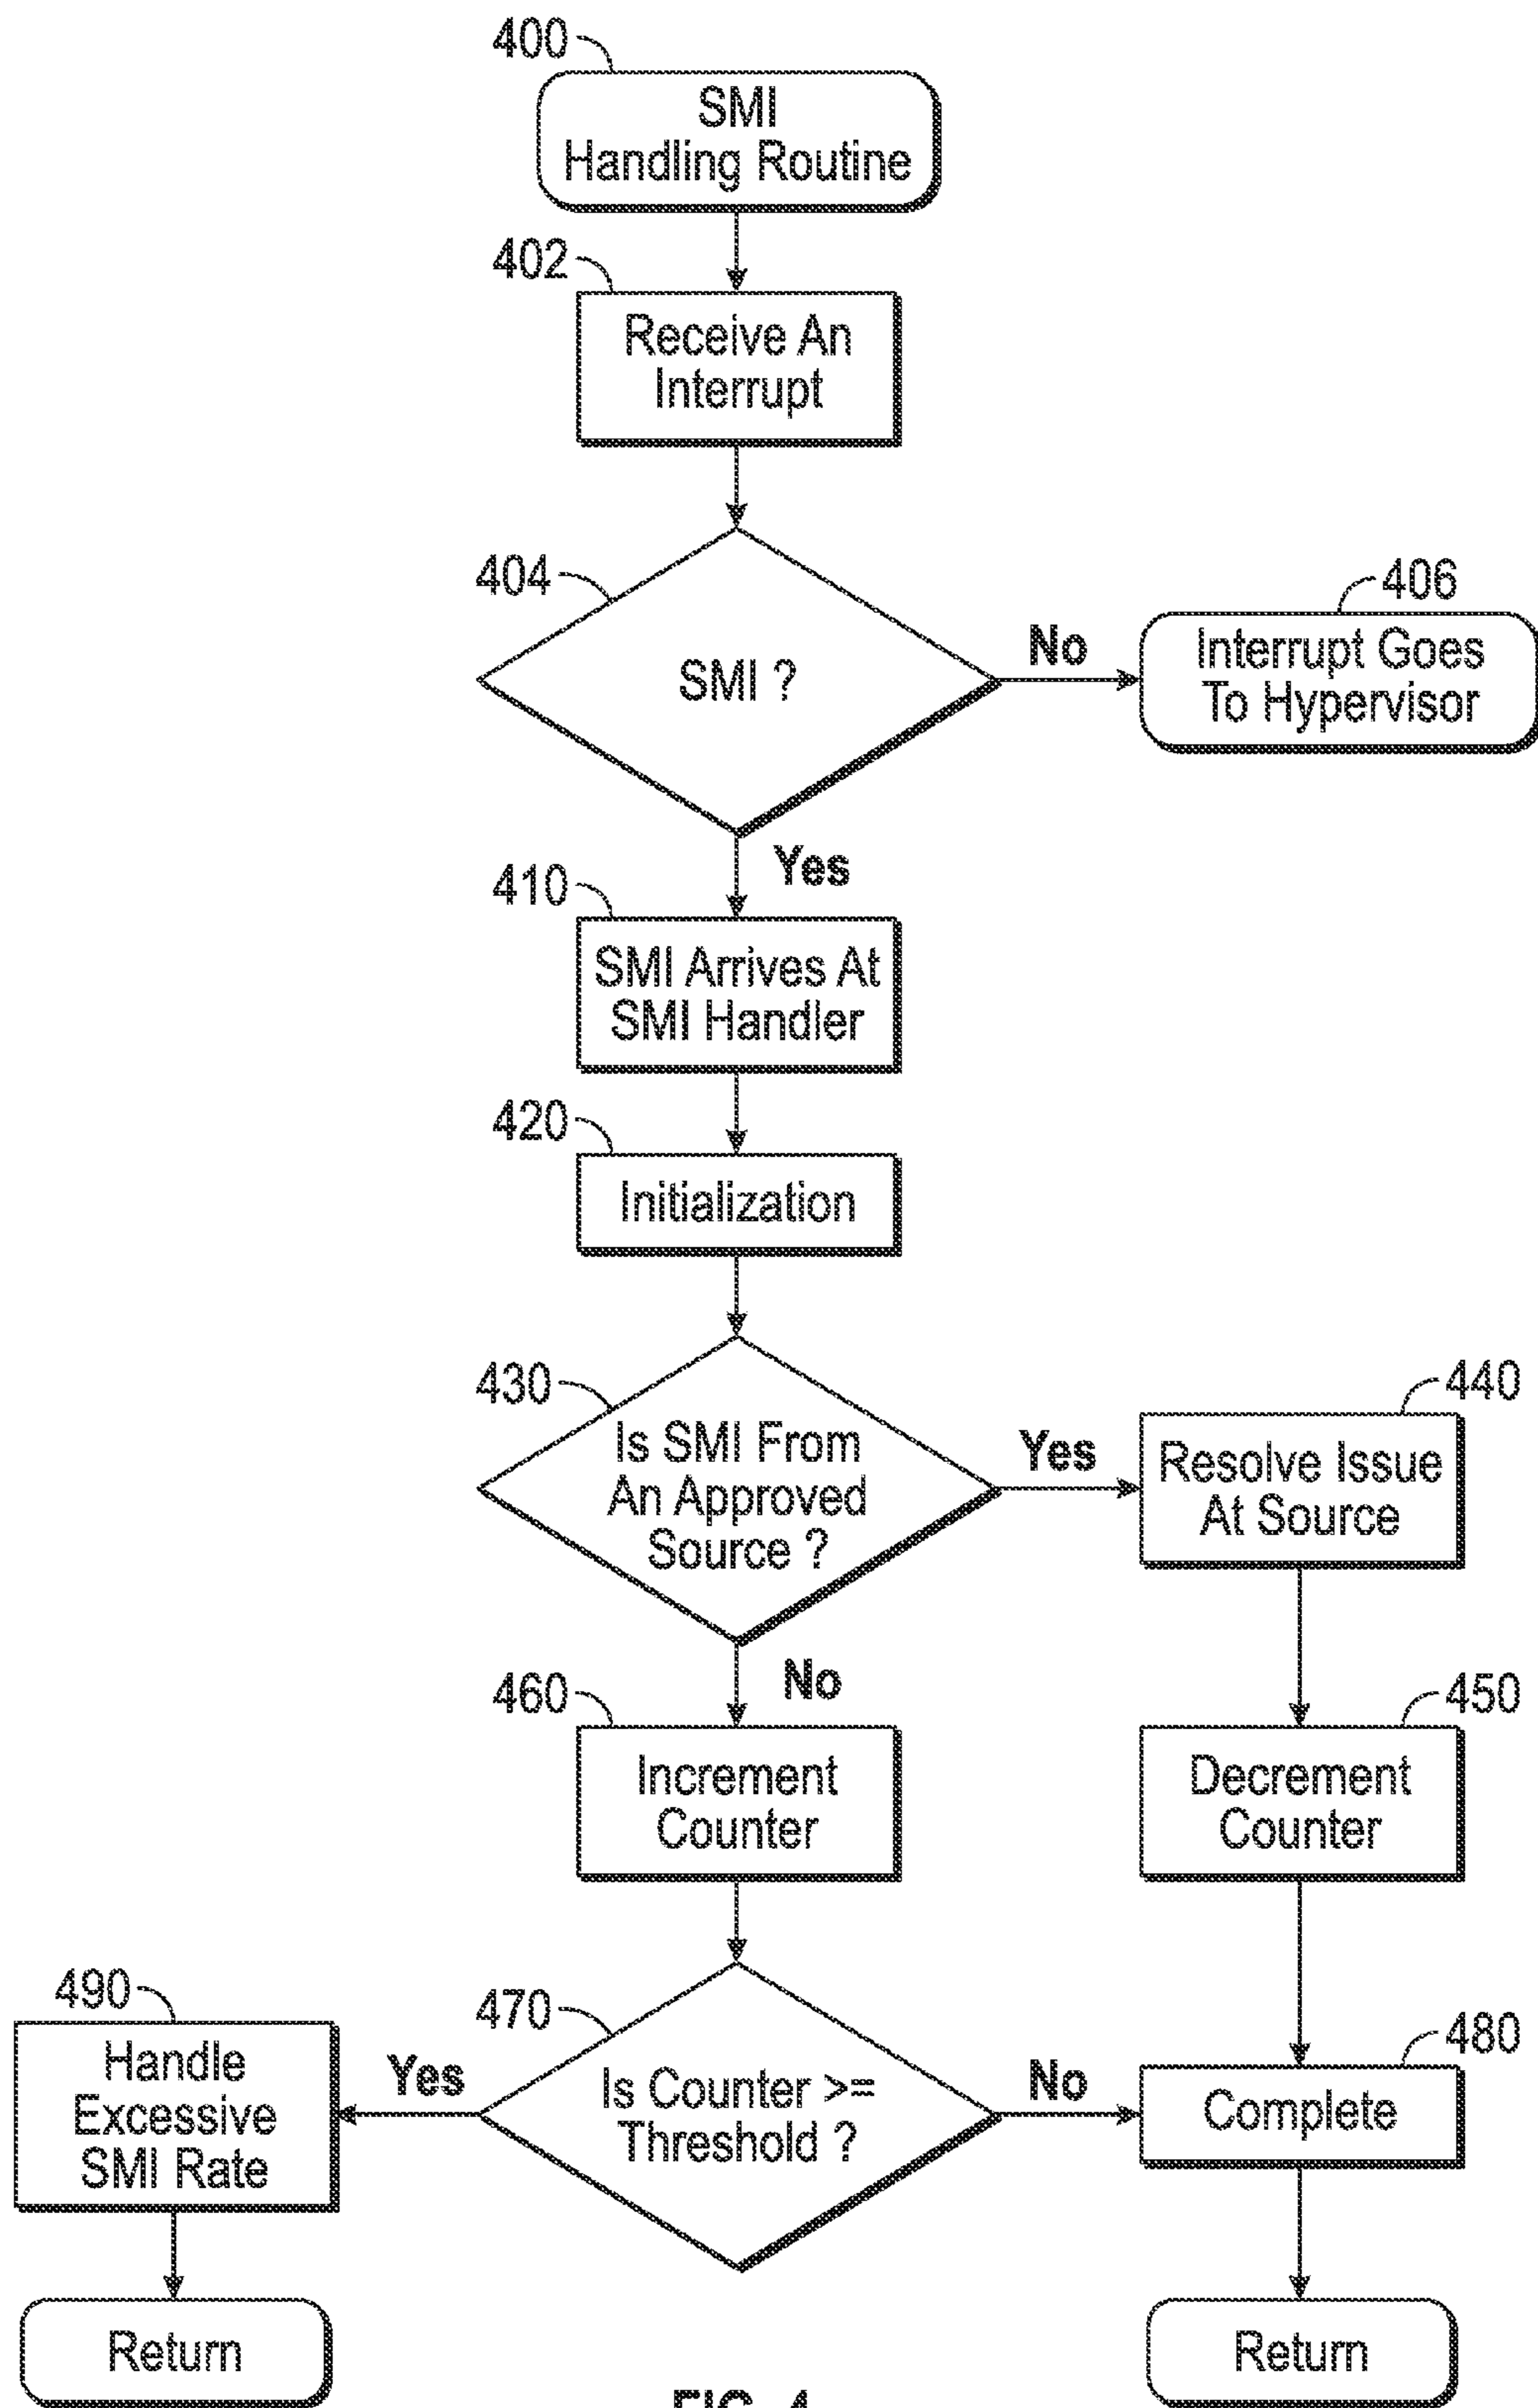 400
SMI
Handling Routine
402
Receive An
Interrupt
404
SMI ?
No
406
Interrupt Goes
To Hypervisor
Yes
410
SMI Arrives At
SMI Handler
420
Initialization
430
Is SMI From
An Approved
Source ?
Yes
440
Resolve Issue
At Source
No
460
Increment
Counter
450
Decrement
Counter
490
Handle
Excessive
SMI Rate
Yes
470
Is Counter >=
Threshold ?
No
480
Complete
Return
Return
FIG. 4